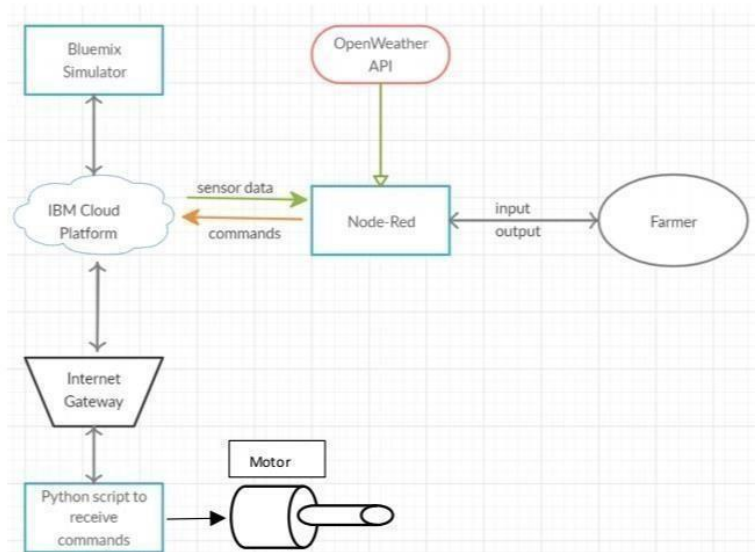 Bluemix
Simulator
OpenWeather
API
sensor data
IBM Cloud
Platform
commands
Node-Red
input
output
Farmer
Internet
Gateway
Motor
Python script to
receive
commands